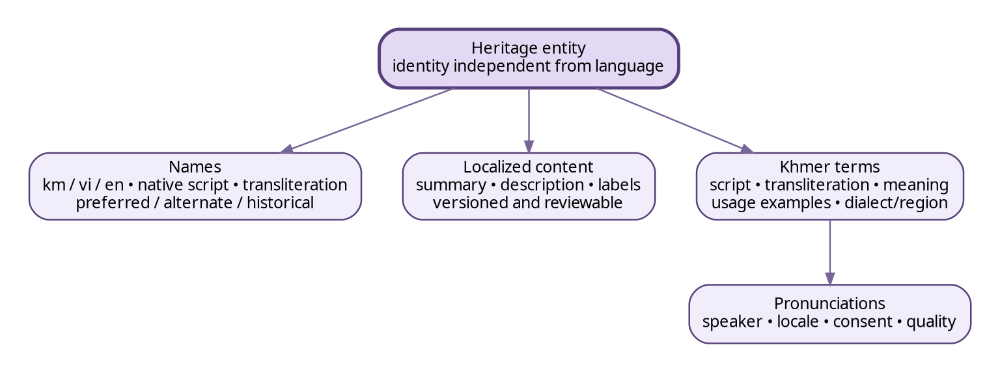 Heritage entity
identity independent from language
Names
km / vi / en • native script • transliteration
preferred / alternate / historical
Localized content
summary • description • labels
versioned and reviewable
Khmer terms
script • transliteration • meaning
usage examples • dialect/region
Pronunciations
speaker • locale • consent • quality